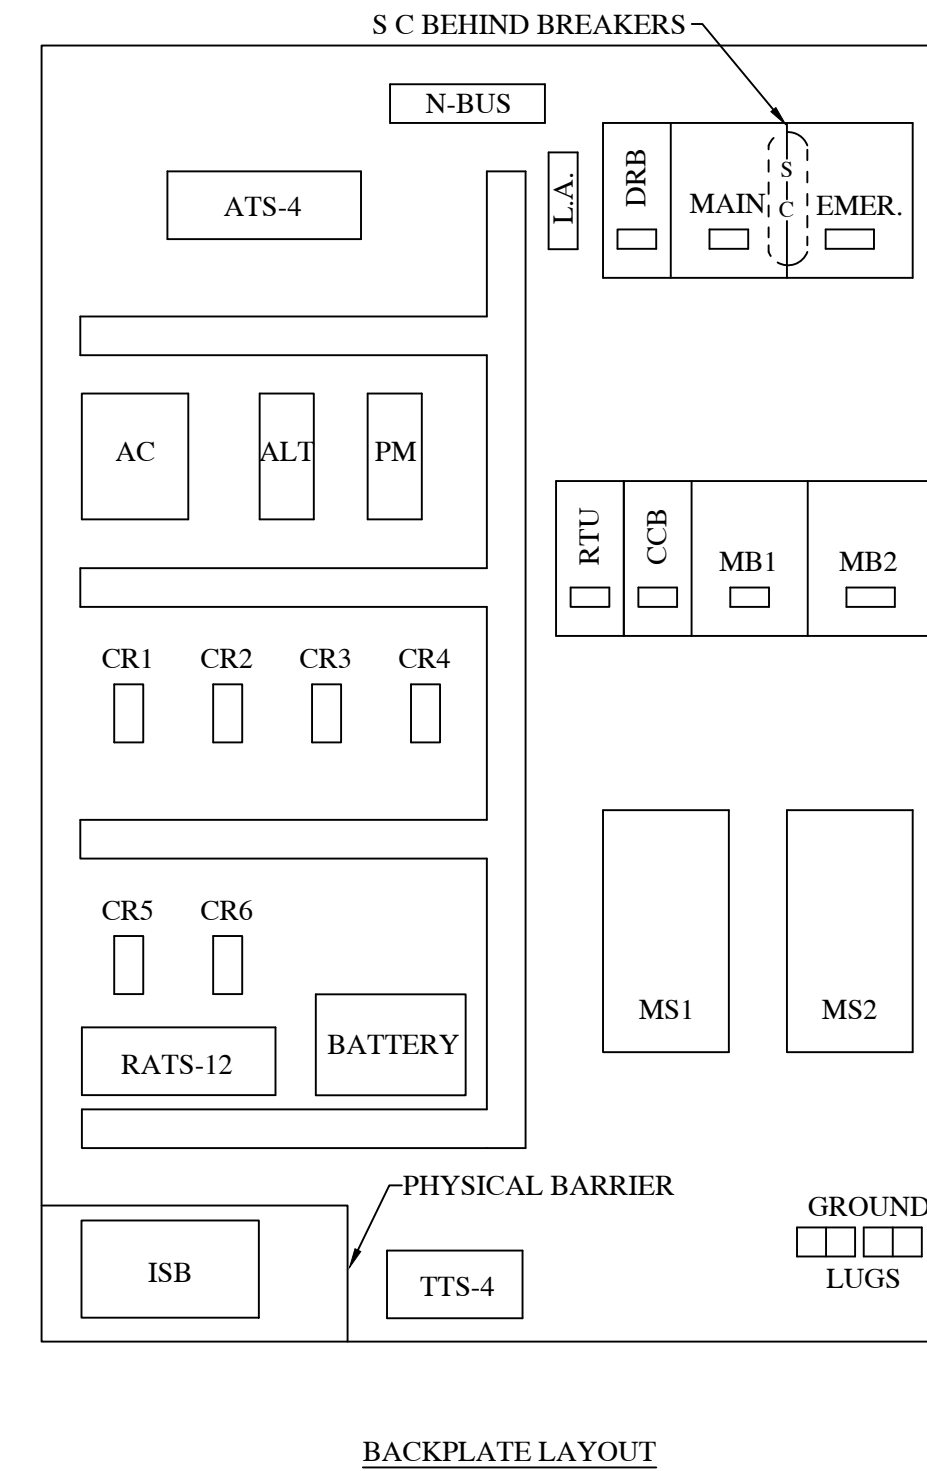 S C BEHIND BREAKERS
N-BUS
ATS-4
L.A.
DRB
MAIN
S
C
EMER.
AC
ALT
PM
RTU
CCB
MB1
MB2
CR1 CR2 CR3 CR4
CR5 CR6
MS1
MS2
RATS-12
BATTERY
PHYSICAL BARRIER
GROUND
LUGS
ISB
TTS-4
BACKPLATE LAYOUT